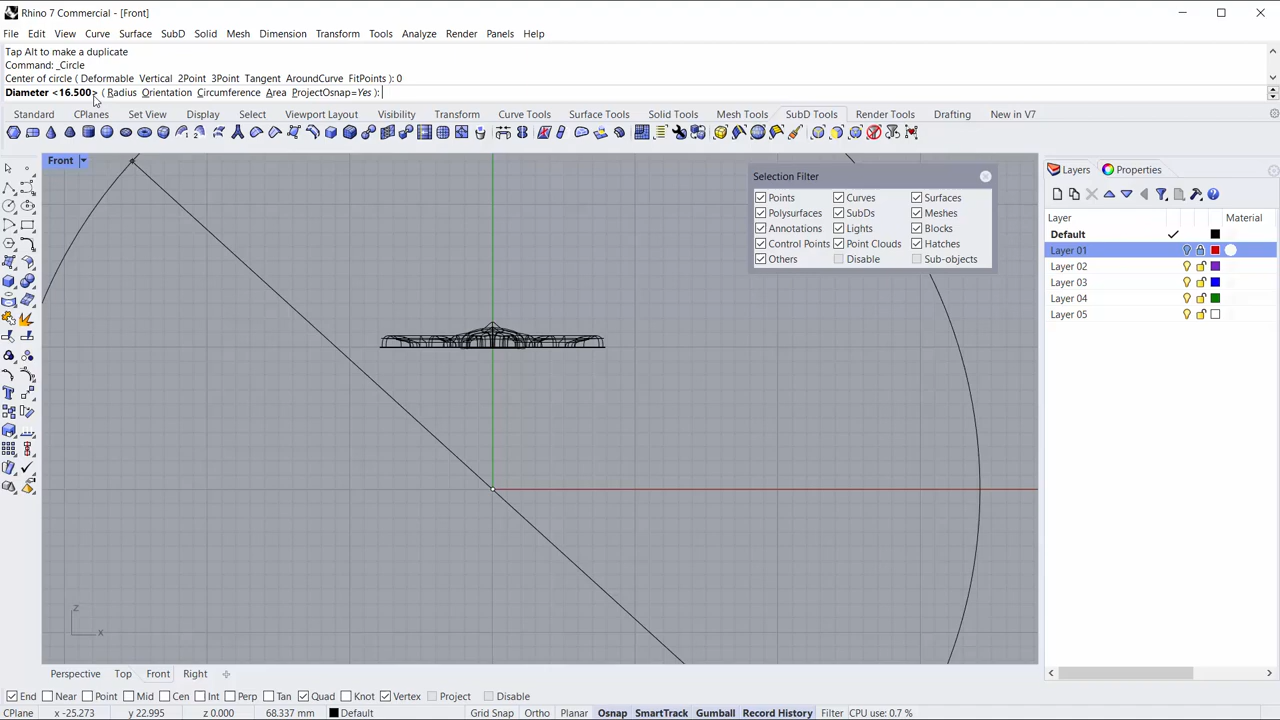 Rhino 7 Commercial - [Front]
File Edit View Curve Surface SubD Solid Mesh Dimension Transform Tools Analyze Render Panels Help
Tap Alt to make a duplicate
Command: _Circle
Center of circle ( Deformable Vertical 2Point 3Point Tangent AroundCurve FitPoints ): 0
Diameter <16.500> ( Radius Orientation Circumference Area ProjectOsnap=Yes ):
Standard CPlanes Set View Display Select Viewport Layout Visibility Transform Curve Tools Surface Tools Solid Tools Mesh Tools SubD Tools Render Tools Drafting New in V7
Front
Selection Filter
Points Curves Surfaces
Polysurfaces SubDs Meshes
Annotations Lights Blocks
Control Points Point Clouds Hatches
Others Disable Sub-objects
Layers Properties
Layer Material
Default
Layer 01
Layer 02
Layer 03
Layer 04
Layer 05
z
x
Perspective Top Front Right
End Near Point Mid Cen Int Perp Tan Quad Knot Vertex Project Disable
CPlane x -25.273 y 22.995 z 0.000 68.337 mm Default Grid Snap Ortho Planar Osnap SmartTrack Gumball Record History Filter CPU use: 0.7 %